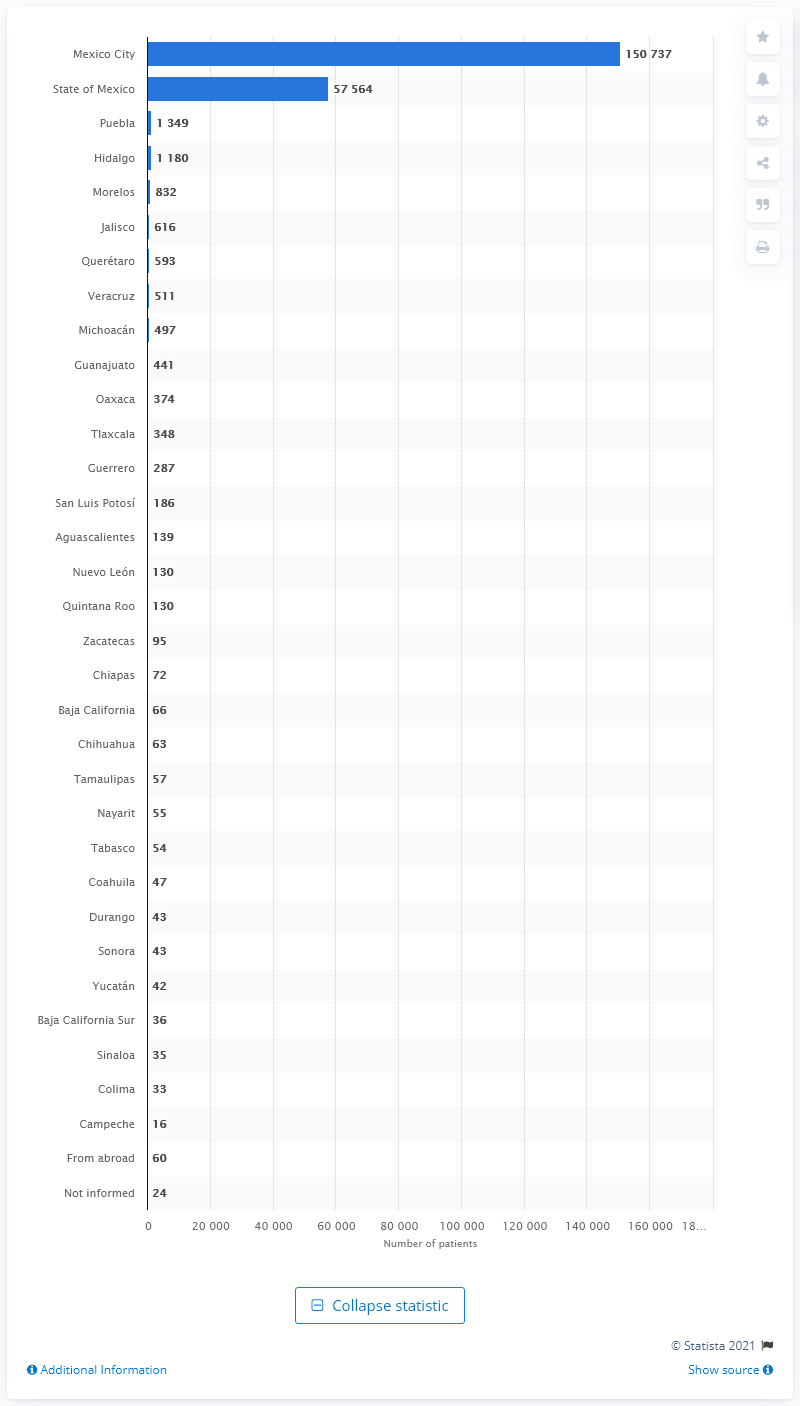 Mexico City 150 737
State of Mexico 57 564
Puebla 1 349
Hidalgo 1 180
Morelos 832
Jalisco 616
Querétaro 593
Veracruz 511
Michoacán 497
Guanajuato 441
Oaxaca 374
Tlaxcala 348
Guerrero 287
San Luis Potosí 186
Aguascalientes 139
Nuevo León 130
Quintana Roo 130
Zacatecas 95
Chiapas 72
Baja California 66
Chihuahua 63
Tamaulipas 57
Nayarit 55
Tabasco 54
Coahuila 47
Durango 43
Sonora 43
Yucatán 42
Baja California Sur 36
Sinaloa 35
Colima 33
Campeche 16
From abroad 60
Not informed 24
0 20 000 40 000 60 000 80 000 100 000 120 000 140 000 160 000 18...
Number of patients
Collapse statistic
© Statista 2021
Additional Information Show source